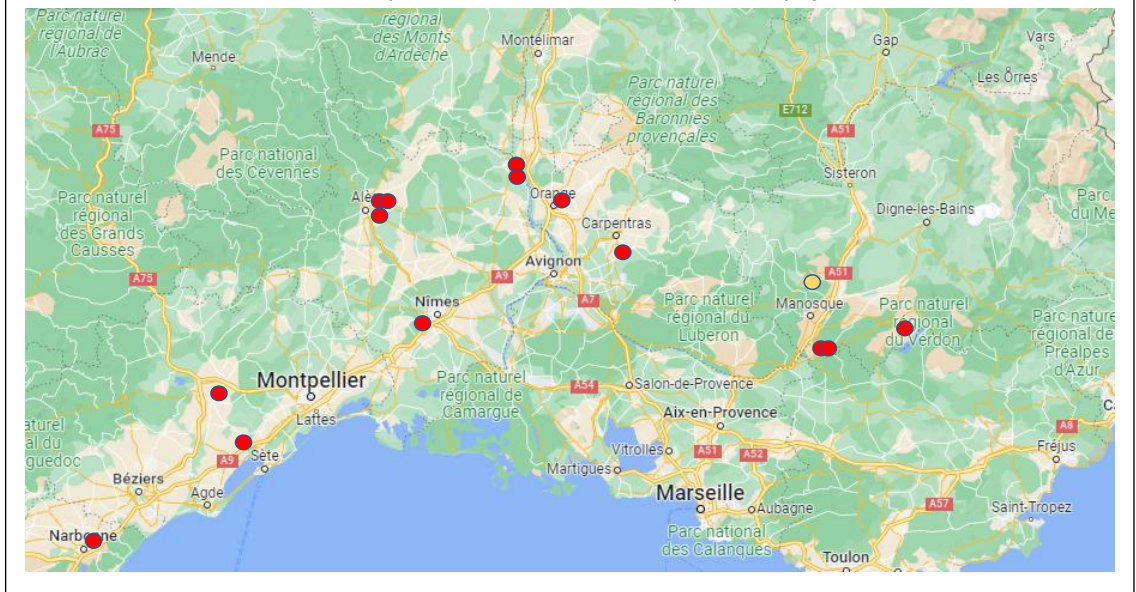 Parc naturel
régional de
l'Aubrac
Mende
régional
des Monts
d'Ardèche
Montélimar
Gap
Vars
Les Orres
Parc naturel
régional des
Baronnies
provençales
E712
A75
A51
Parc national
des Cévennes
Sisteron
Parc naturel
régional
des Grands
Causses
Alès
Orange
Carpentras
Digne-les-Bains
Parc
du Me
A75
A9
Avignon
A7
A51
Manosque
Nîmes
Parc naturel
régional du
Luberon
Parc naturel
régional
du Verdon
Parc nature
régional de
Préalpes
d'Azur
Montpellier
Lattes
Parc naturel
régional de
Camargue
A54
Salon-de-Provence
Aix-en-Provence
aturel
al du
guedoc
A9
Sète
Béziers
Agde
Vitrolles
A51
A52
Martigues
A8
Fréjus
Marseille
Aubagne
A57
Saint-Tropez
Narbonne
Parc national
des Calanques
Toulon